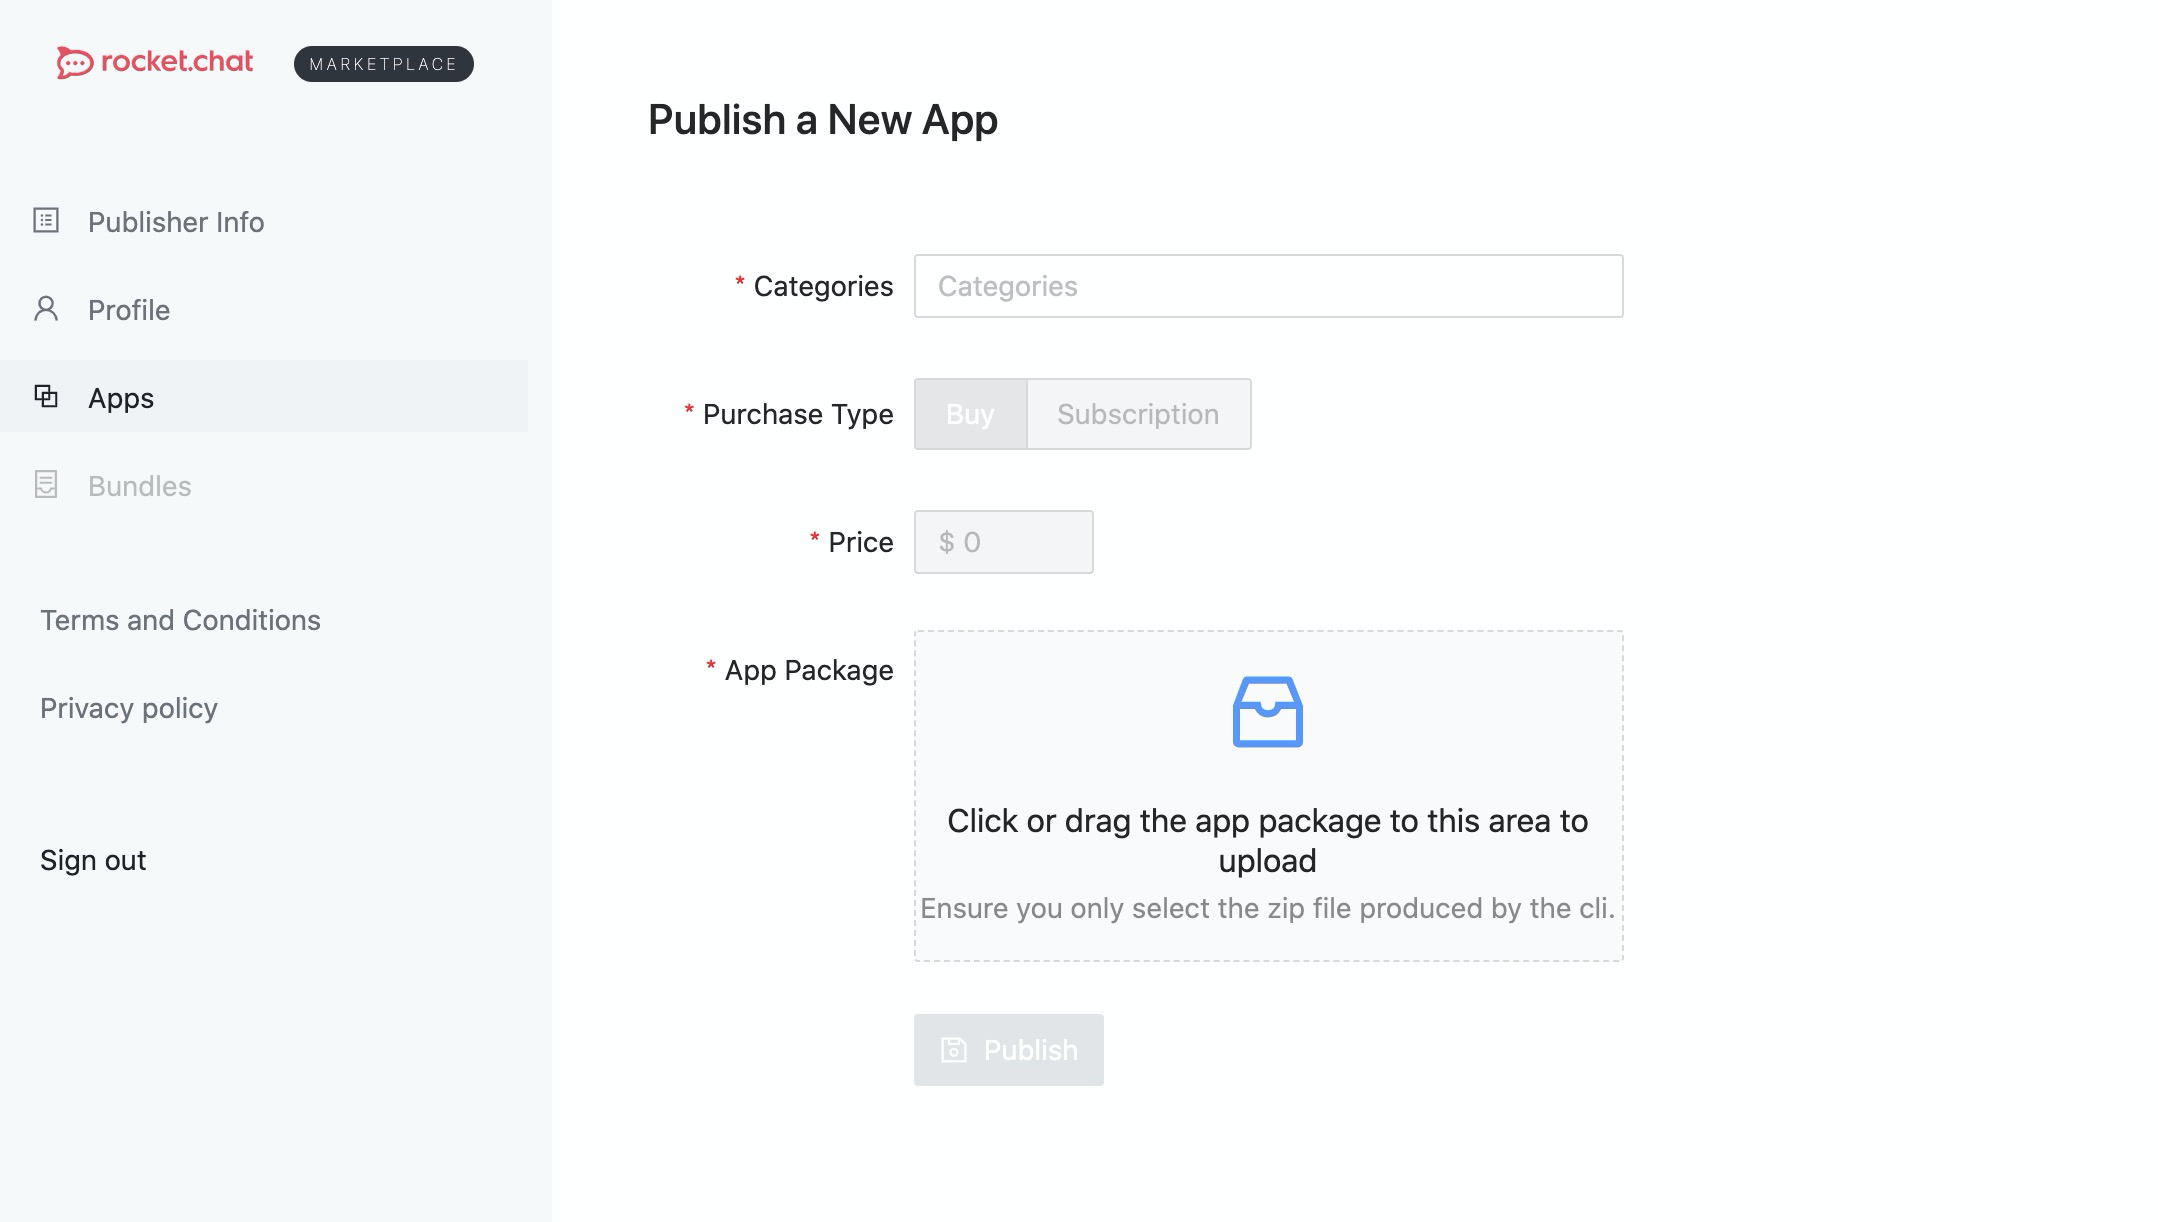 rocket.chat MARKETPLACE
Publisher Info
Profile
Apps
Bundles
Terms and Conditions
Privacy policy
Sign out
Publish a New App
* Categories Categories
* Purchase Type Buy Subscription
* Price $ 0
* App Package
Click or drag the app package to this area to
upload
Ensure you only select the zip file produced by the cli.
Publish